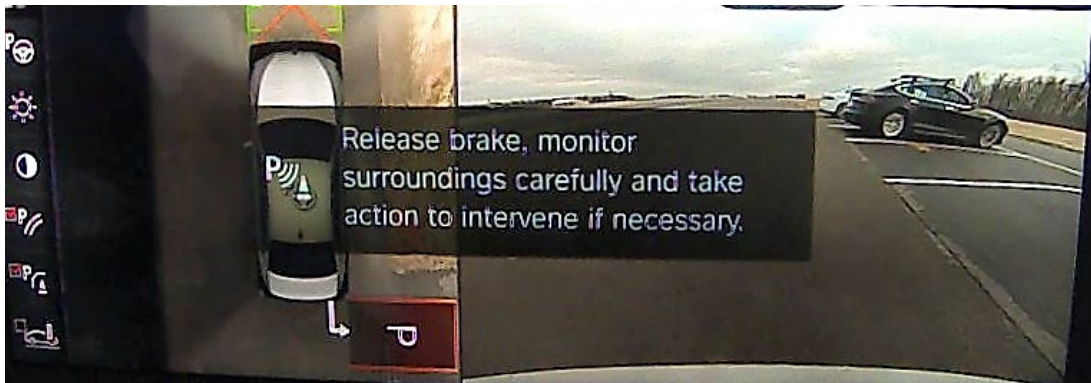 P
Release brake, monitor
P
surroundings carefully and take
action to intervene if necessary.
P
P
P